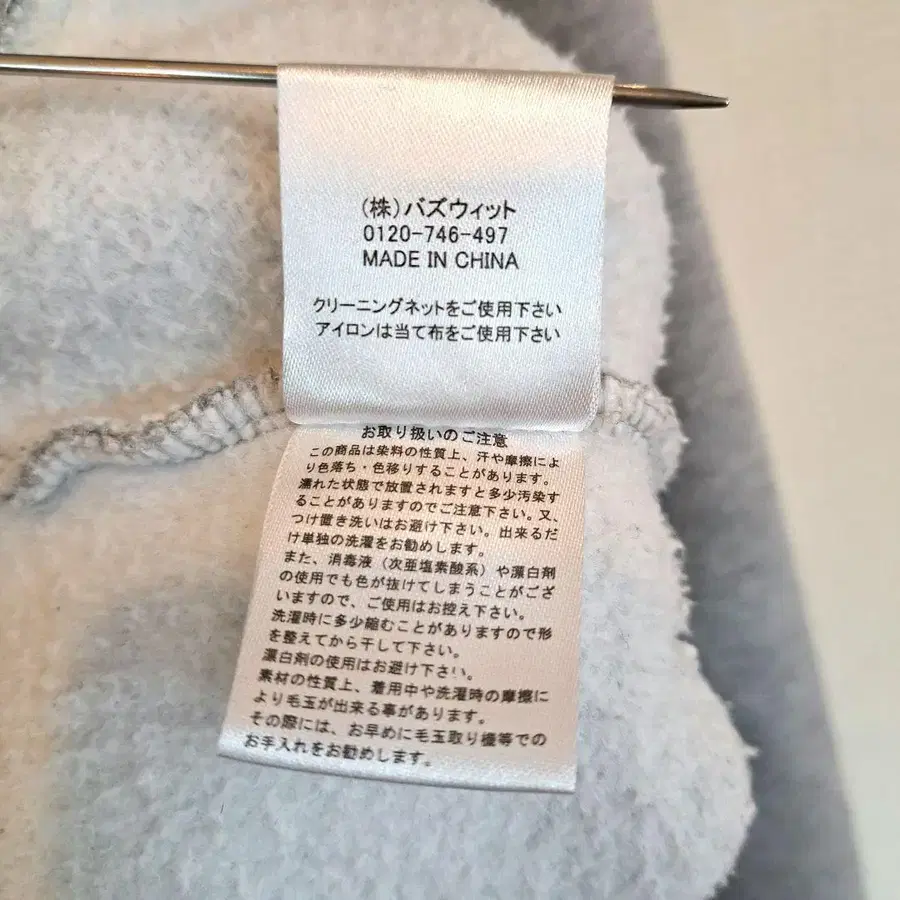 (株)バズウィット
0120-746-497
MADE IN CHINA
クリーニングネットをご使用下さい
アイロンは当て布をご使用下さい
お取り扱いのご注意
この商品は染料の性質上、汗や摩擦によ
り色落ち・色移りすることがあります。
濡れた状態で放置されますと多少汚染す
ることがありますのでご注意下さい。又、
つけ置き洗いはお避け下さい。出来るだ
け単独の洗濯をお勧めします。
また、消毒液（次亜塩素酸系）や漂白剤
の使用でも色が抜けてしまうことがござ
いますので、ご使用はお控え下さい。
洗濯時に多少縮むことがありますので形
を整えてから干して下さい。
漂白剤の使用はお避け下さい。
素材の性質上、着用中や洗濯時の摩擦に
より毛玉が出来る事があります。
その際には、お早めに毛玉取り機等での
お手入れをお勧めします。